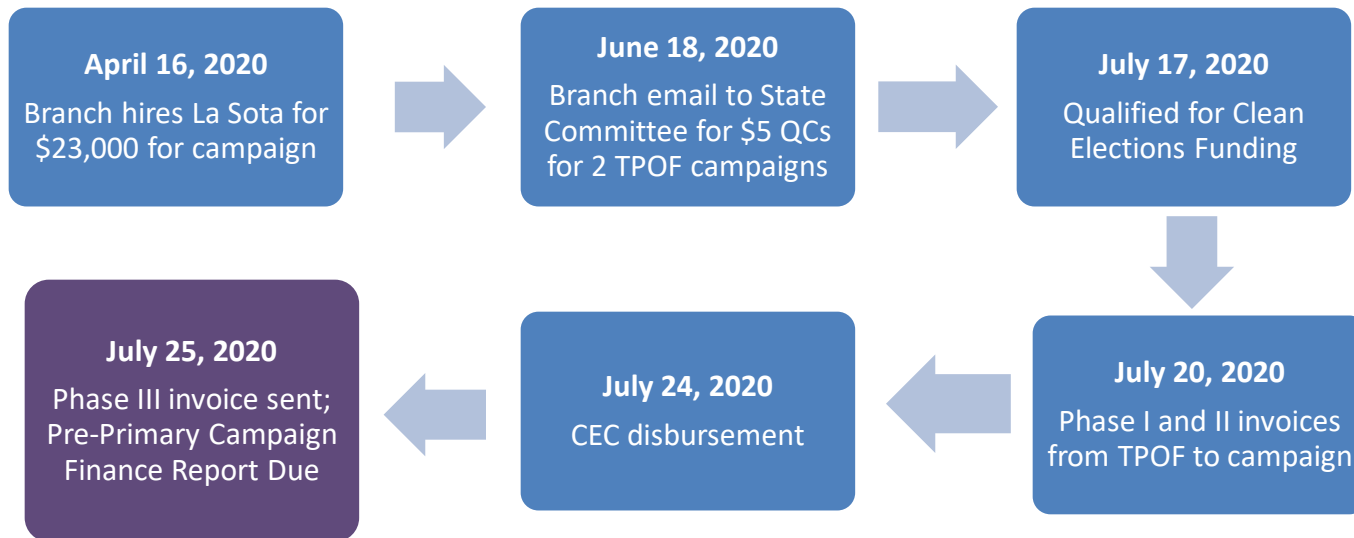 April 16, 2020
Branch hires La Sota for
$23,000 for campaign
June 18, 2020
Branch email to State
Committee for $5 QCs
for 2 TPOF campaigns
July 17, 2020
Qualified for Clean
Elections Funding
July 20, 2020
Phase I and II invoices
from TPOF to campaign
July 24, 2020
CEC disbursement
July 25, 2020
Phase III invoice sent;
Pre-Primary Campaign
Finance Report Due